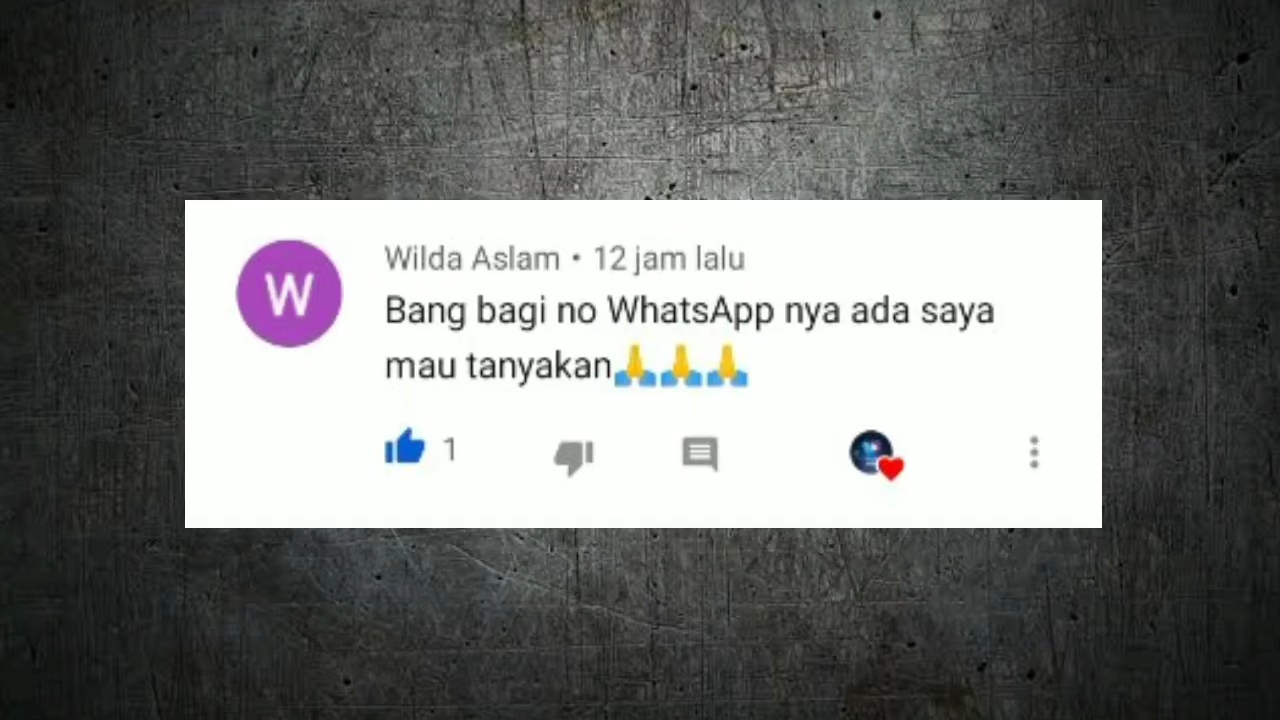 W
Wilda Aslam • 12 jam lalu
Bang bagi no WhatsApp nya ada saya
mau tanyakan🙏🙏🙏
1